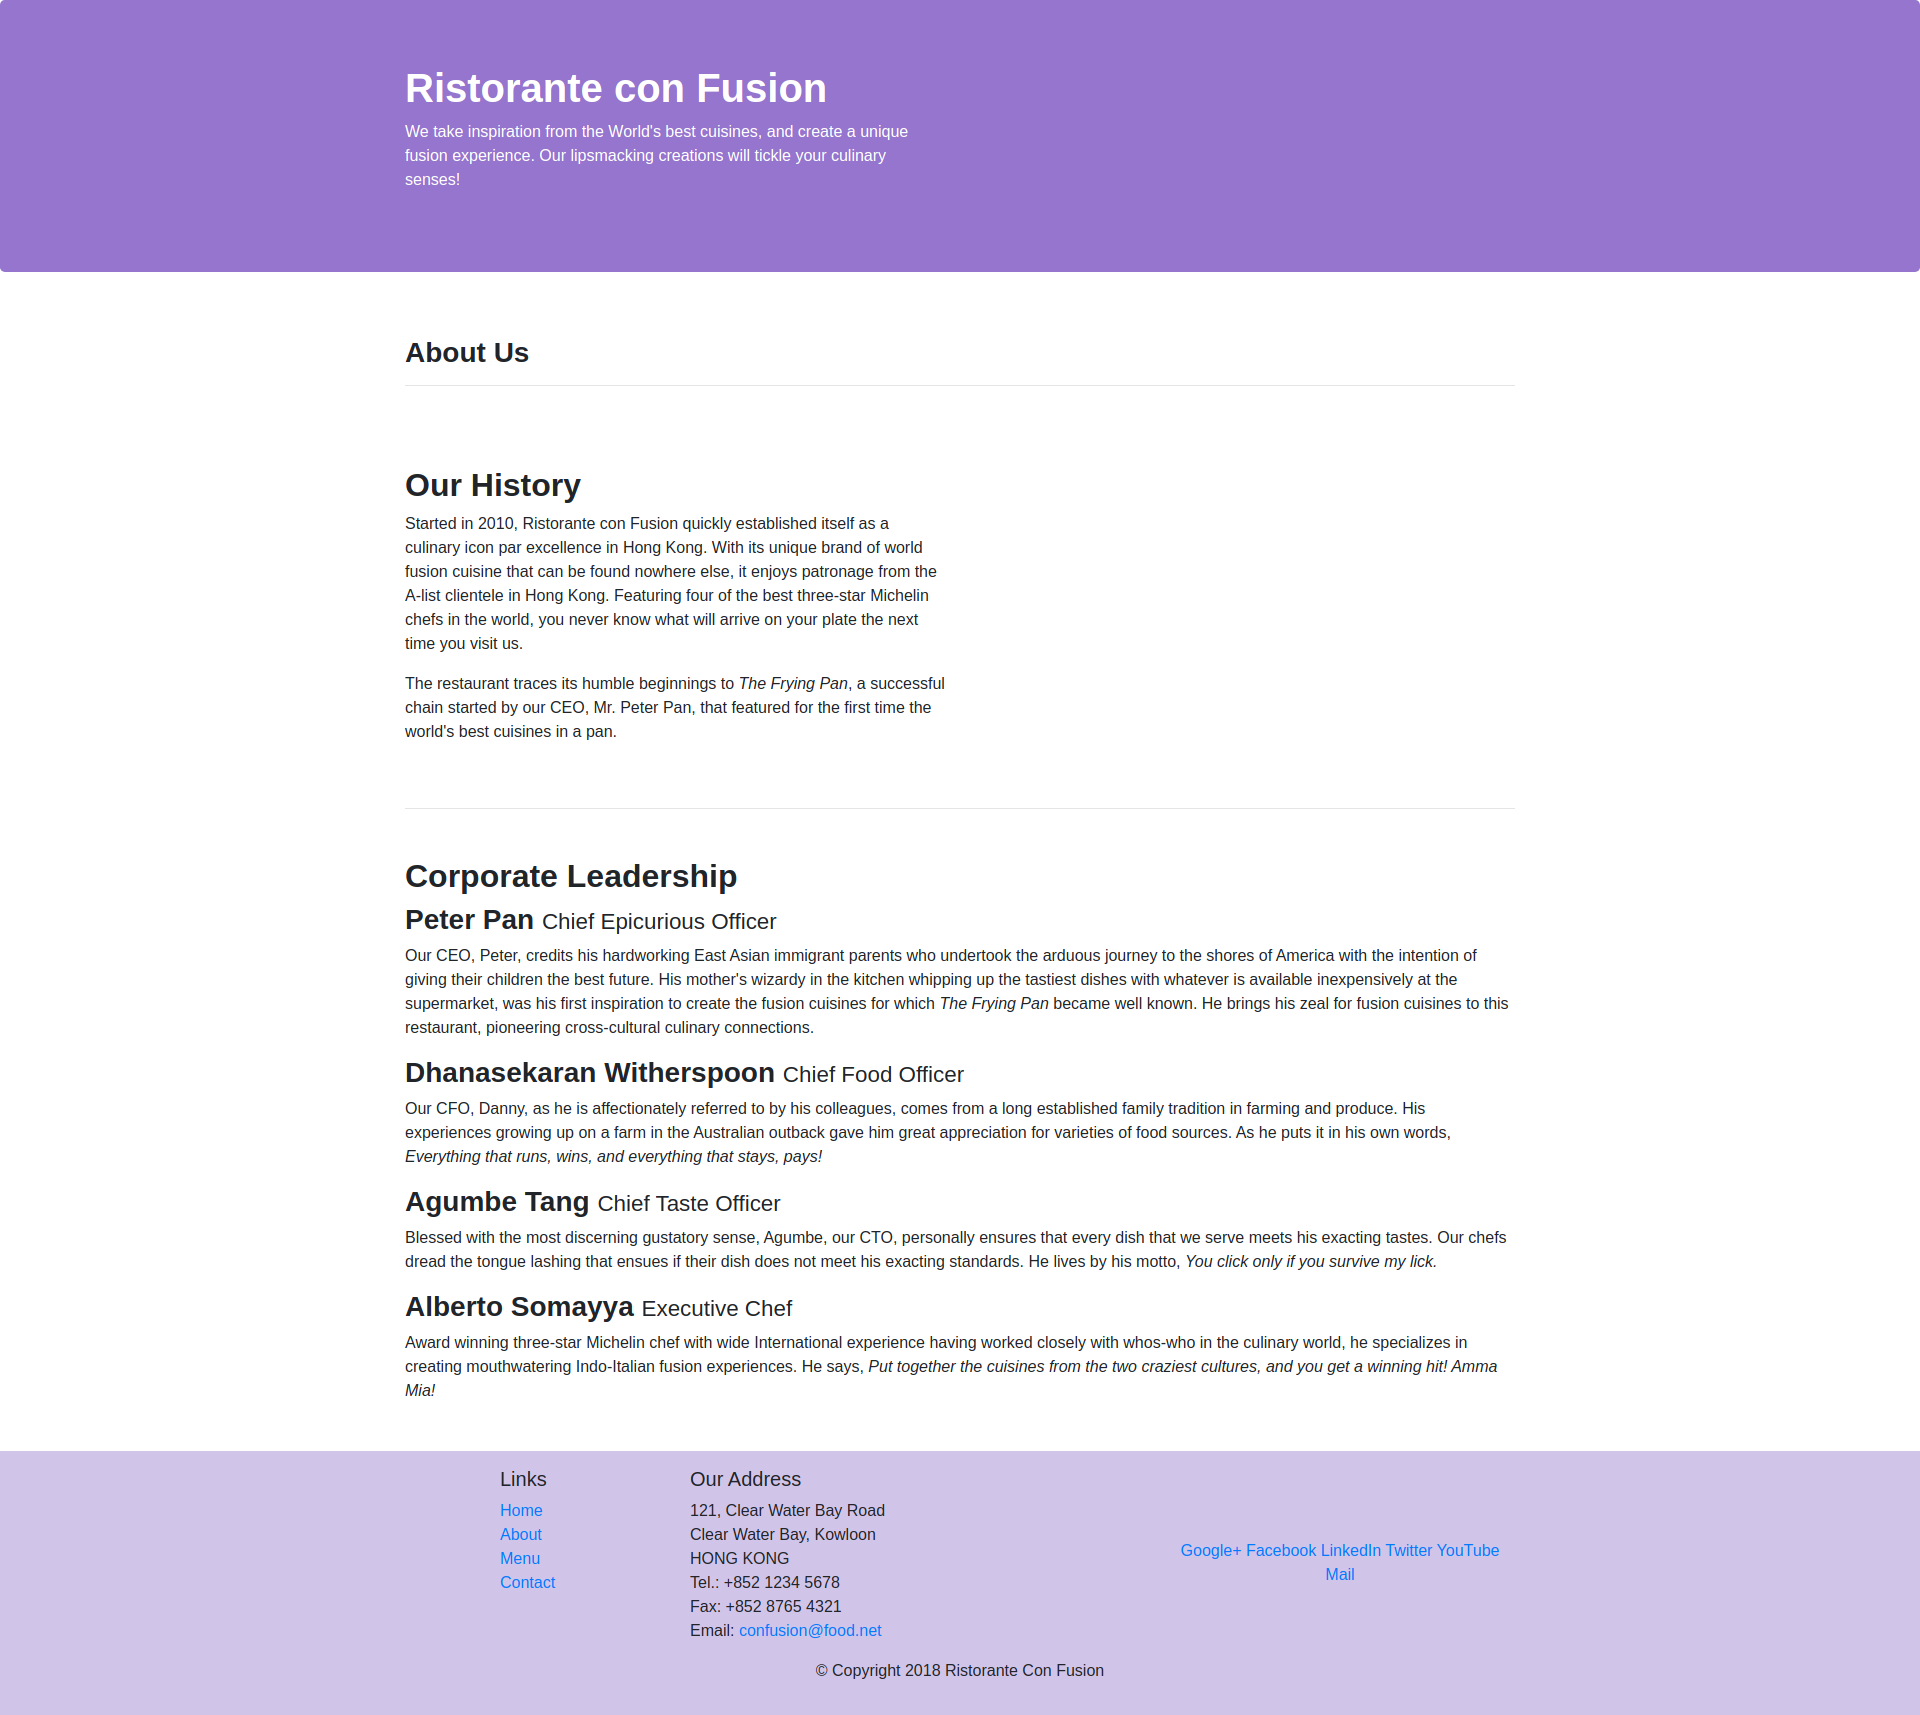 Ristorante con Fusion
We take inspiration from the World's best cuisines, and create a unique
fusion experience. Our lipsmacking creations will tickle your culinary
senses!
About Us
Our History
Started in 2010, Ristorante con Fusion quickly established itself as a
culinary icon par excellence in Hong Kong. With its unique brand of world
fusion cuisine that can be found nowhere else, it enjoys patronage from the
A-list clientele in Hong Kong. Featuring four of the best three-star Michelin
chefs in the world, you never know what will arrive on your plate the next
time you visit us.
The restaurant traces its humble beginnings to The Frying Pan, a successful
chain started by our CEO, Mr. Peter Pan, that featured for the first time the
world's best cuisines in a pan.
Corporate Leadership
Peter Pan Chief Epicurious Officer
Our CEO, Peter, credits his hardworking East Asian immigrant parents who undertook the arduous journey to the shores of America with the intention of
giving their children the best future. His mother's wizardy in the kitchen whipping up the tastiest dishes with whatever is available inexpensively at the
supermarket, was his first inspiration to create the fusion cuisines for which The Frying Pan became well known. He brings his zeal for fusion cuisines to this
restaurant, pioneering cross-cultural culinary connections.
Dhanasekaran Witherspoon Chief Food Officer
Our CFO, Danny, as he is affectionately referred to by his colleagues, comes from a long established family tradition in farming and produce. His
experiences growing up on a farm in the Australian outback gave him great appreciation for varieties of food sources. As he puts it in his own words,
Everything that runs, wins, and everything that stays, pays!
Agumbe Tang Chief Taste Officer
Blessed with the most discerning gustatory sense, Agumbe, our CTO, personally ensures that every dish that we serve meets his exacting tastes. Our chefs
dread the tongue lashing that ensues if their dish does not meet his exacting standards. He lives by his motto, You click only if you survive my lick.
Alberto Somayya Executive Chef
Award winning three-star Michelin chef with wide International experience having worked closely with whos-who in the culinary world, he specializes in
creating mouthwatering Indo-Italian fusion experiences. He says, Put together the cuisines from the two craziest cultures, and you get a winning hit! Amma
Mia!
Links
Home
About
Menu
Contact
Our Address
121, Clear Water Bay Road
Clear Water Bay, Kowloon
HONG KONG
Tel.: +852 1234 5678
Fax: +852 8765 4321
Email: confusion@food.net
Google+ Facebook LinkedIn Twitter YouTube
Mail
© Copyright 2018 Ristorante Con Fusion